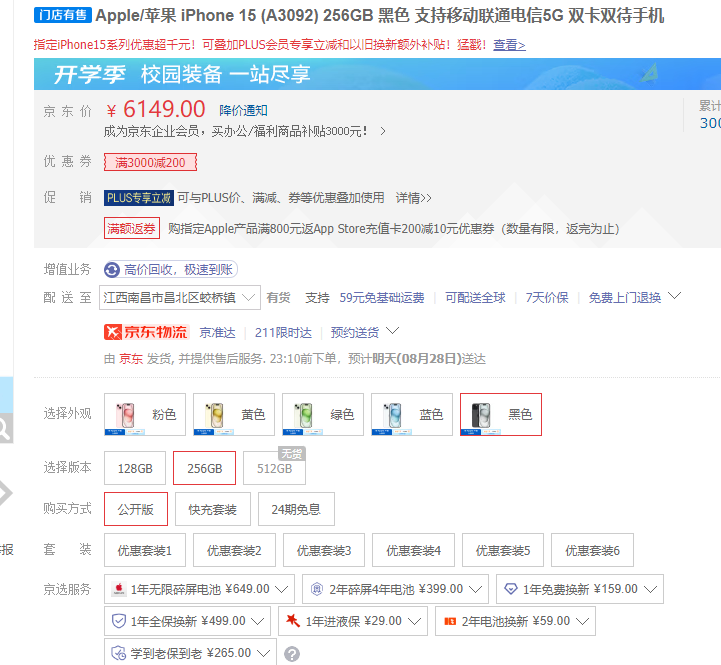 门店有售 Apple/苹果 iPhone 15 (A3092) 256GB 黑色 支持移动联通电信5G 双卡双待手机
指定iPhone15系列优惠超千元！可叠加PLUS会员专享立减和以旧换新额外补贴！猛戳！查看>
开学季 校园装备 一站尽享
京东价 ¥ 6149.00 降价通知
累计
300
成为京东企业会员，买办公/福利商品补贴3000元！ >
优惠券 满3000减200
促销 PLUS专享立减 可与PLUS价、满减、券等优惠叠加使用 详情>>
满额返券 购指定Apple产品满800元返App Store充值卡200减10元优惠券（数量有限，返完为止）
增值业务 高价回收，极速到账
配送至 江西南昌市昌北区蛟桥镇 有货 支持 59元免基础运费 可配送全球 7天价保 免费上门退换
京东物流 京准达 211限时达 预约送货
由 京东 发货, 并提供售后服务. 23:10前下单，预计明天(08月28日)送达
选择外观 粉色 黄色 绿色 蓝色 黑色
选择版本 128GB 256GB 512GB 无货
购买方式 公开版 快充套装 24期免息
套装 优惠套装1 优惠套装2 优惠套装3 优惠套装4 优惠套装5 优惠套装6
报
京选服务 1年无限碎屏电池 ¥649.00 2年碎屏4年电池 ¥399.00 1年免费换新 ¥159.00
1年全保换新 ¥499.00 1年进液保 ¥29.00 2年电池换新 ¥59.00
学到老保到老 ¥265.00 ?